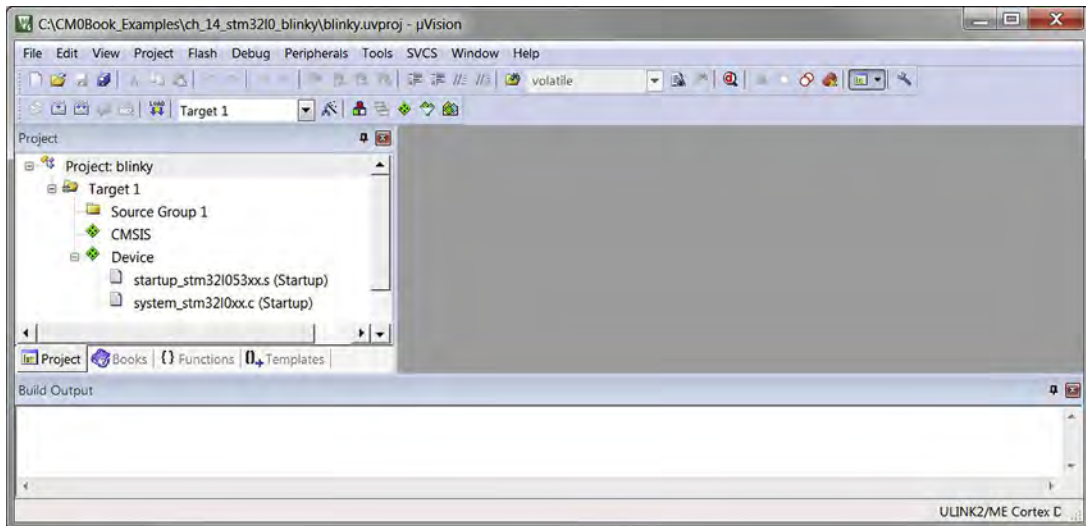 C:\CM0Book_Examples\ch_14_stm32l0_blinky\blinky.uvproj - µVision
File Edit View Project Flash Debug Peripherals Tools SVCS Window Help
volatile
Target 1
Project
Project: blinky
Target 1
Source Group 1
CMSIS
Device
startup_stm32l053xx.s (Startup)
system_stm32l0xx.c (Startup)
Project Books {} Functions 0.+ Templates
Build Output
ULINK2/ME Cortex D